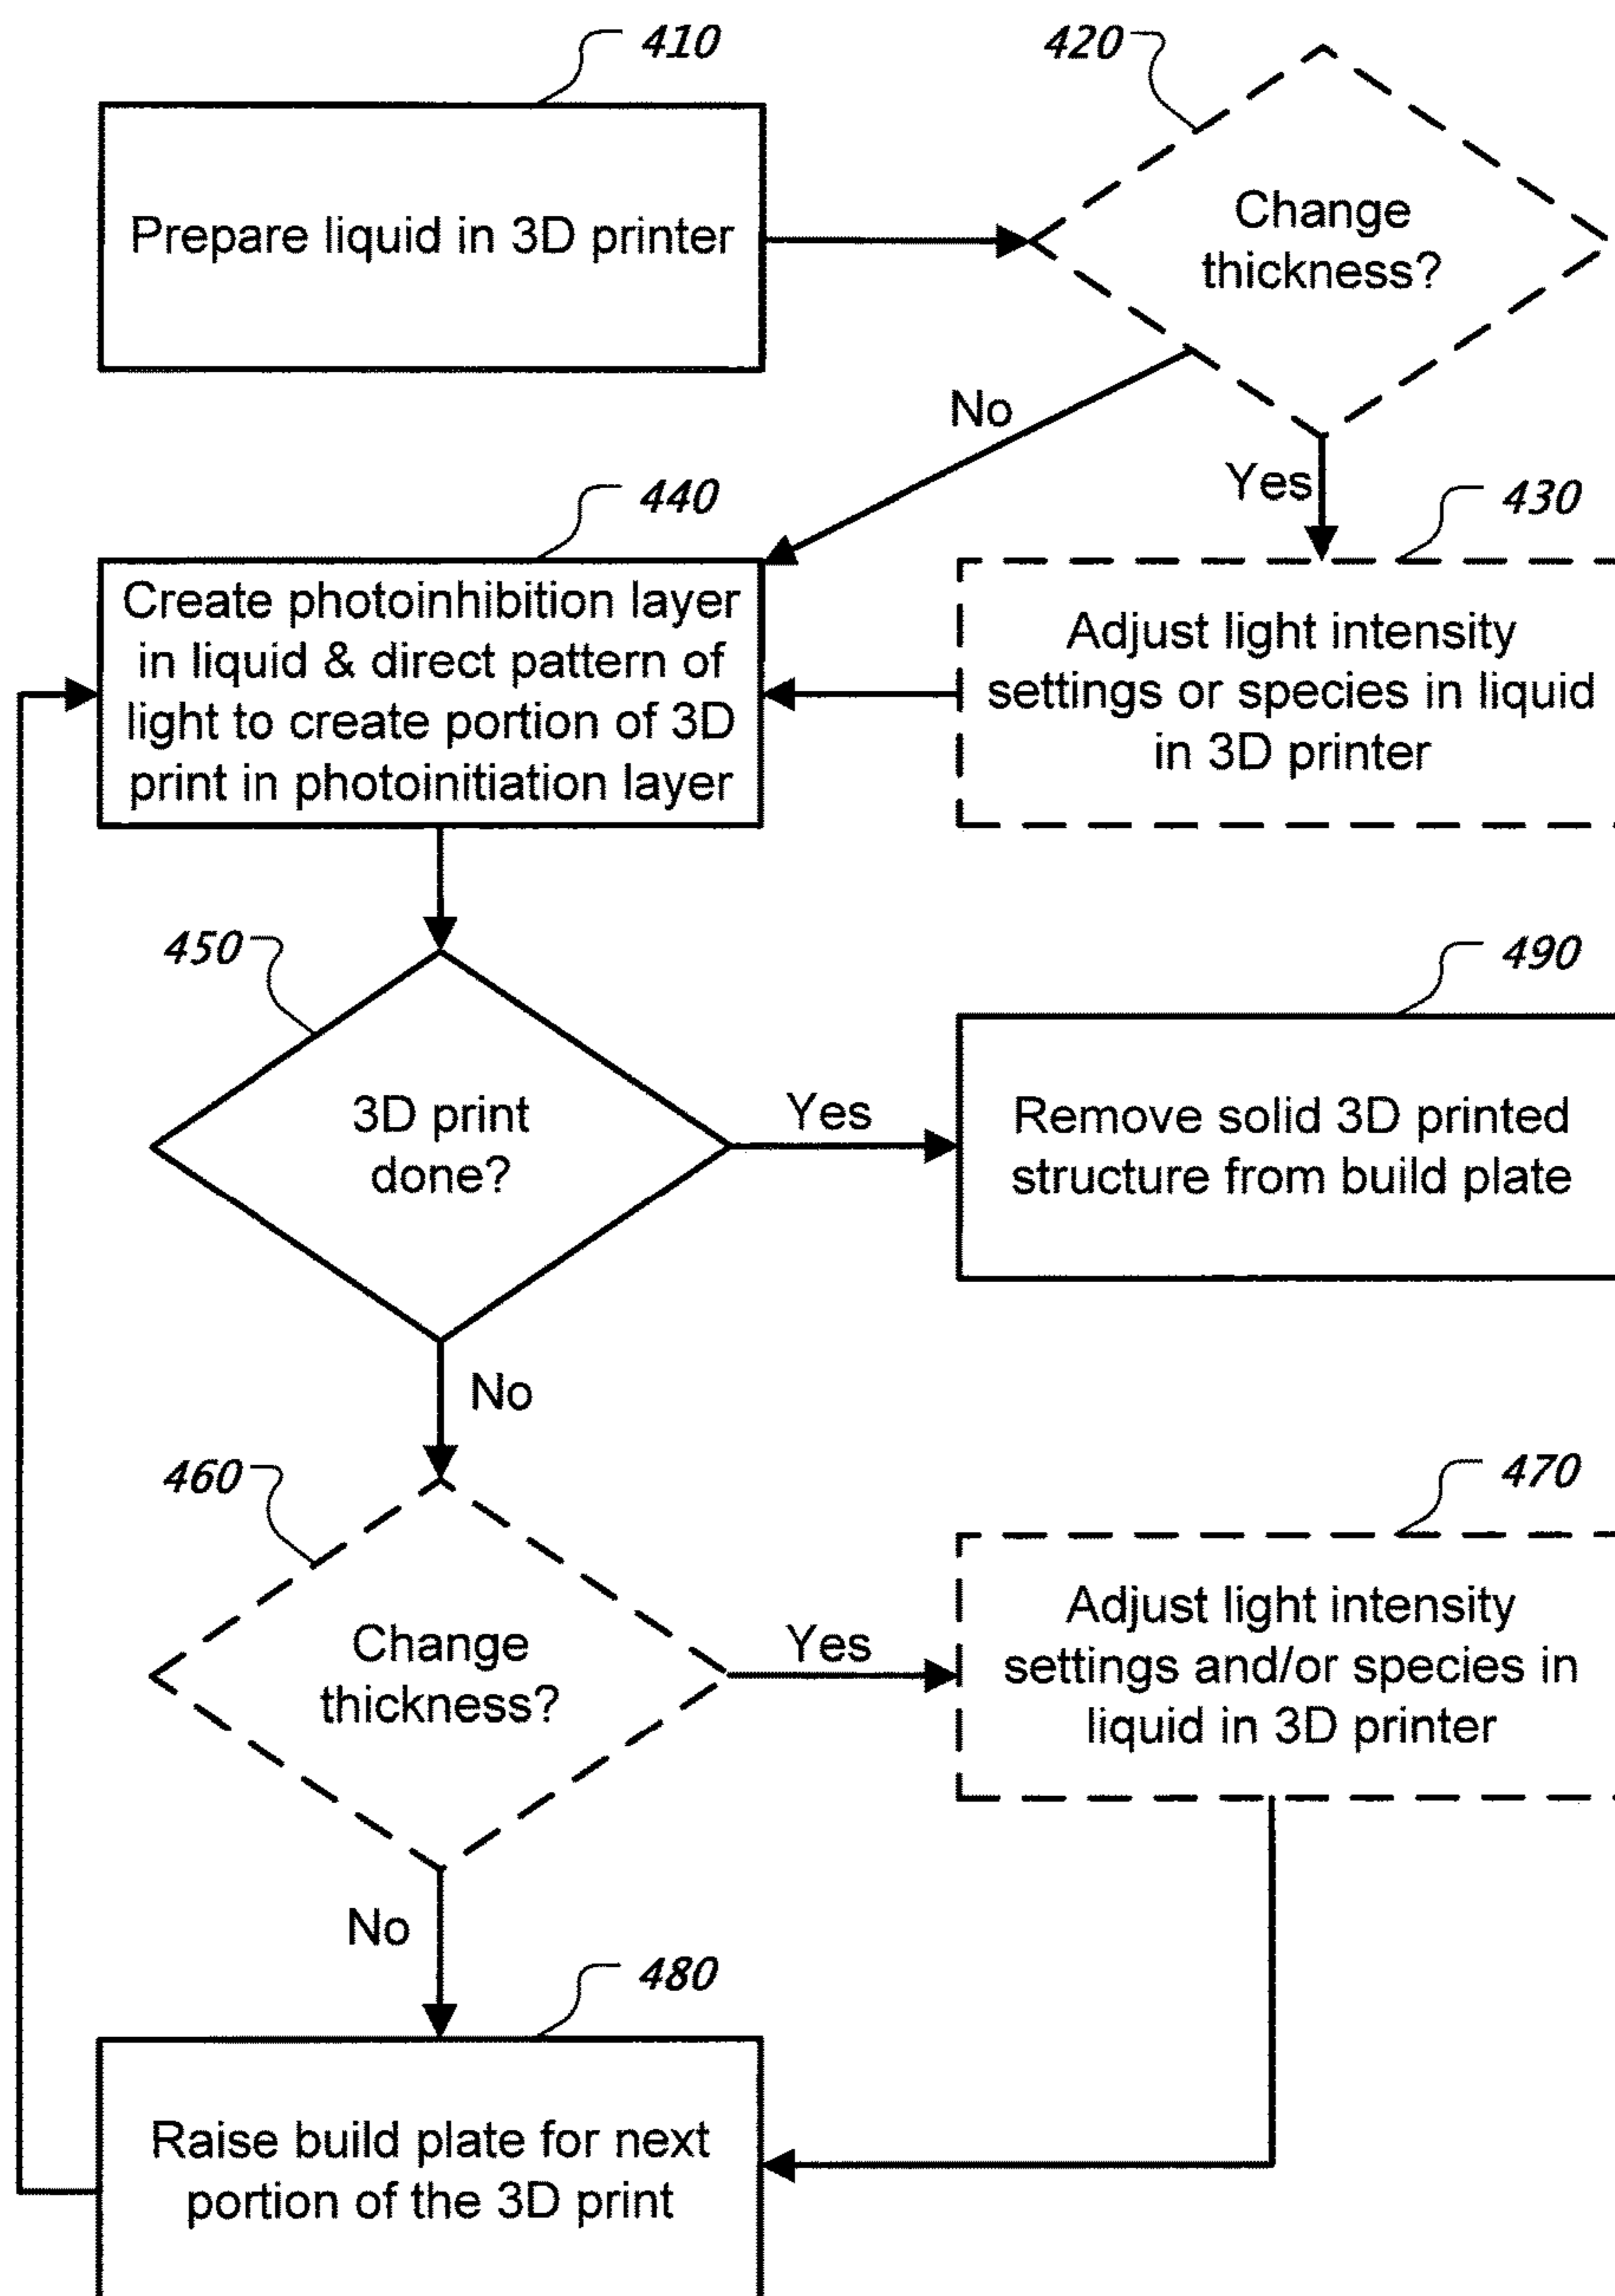 410
Prepare liquid in 3D printer
420
Change
thickness?
No
Yes
430
Adjust light intensity
settings or species in liquid
in 3D printer
440
Create photoinhibition layer
in liquid & direct pattern of
light to create portion of 3D
print in photoinitiation layer
450
3D print
done?
Yes
490
Remove solid 3D printed
structure from build plate
No
460
Change
thickness?
Yes
470
Adjust light intensity
settings and/or species in
liquid in 3D printer
No
480
Raise build plate for next
portion of the 3D print